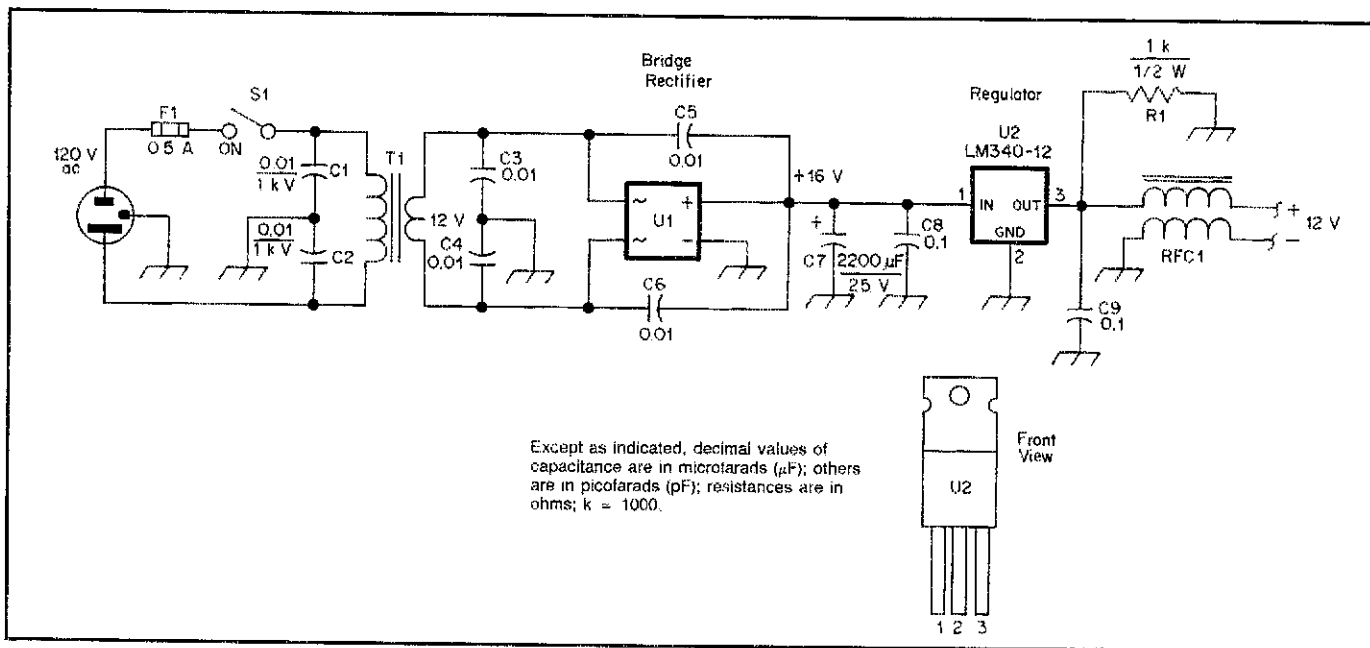 120 V
ac
F1
0.5 A
S1
ON
0.01
1 kV
C1
0.01
1 kV
C2
T1
12 V
C3
0.01
C4
0.01
Bridge
Rectifier
C5
0.01
~
~
+
−
U1
C6
0.01
+16 V
+
C7
2200 μF
25 V
C8
0.1
Regulator
U2
LM340-12
1
IN
OUT
3
GND
2
1 k
1/2 W
R1
+
12 V
−
RFC1
C9
0.1
Except as indicated, decimal values of
capacitance are in microfarads (μF); others
are in picofarads (pF); resistances are in
ohms; k = 1000.
Front
View
U2
1 2 3